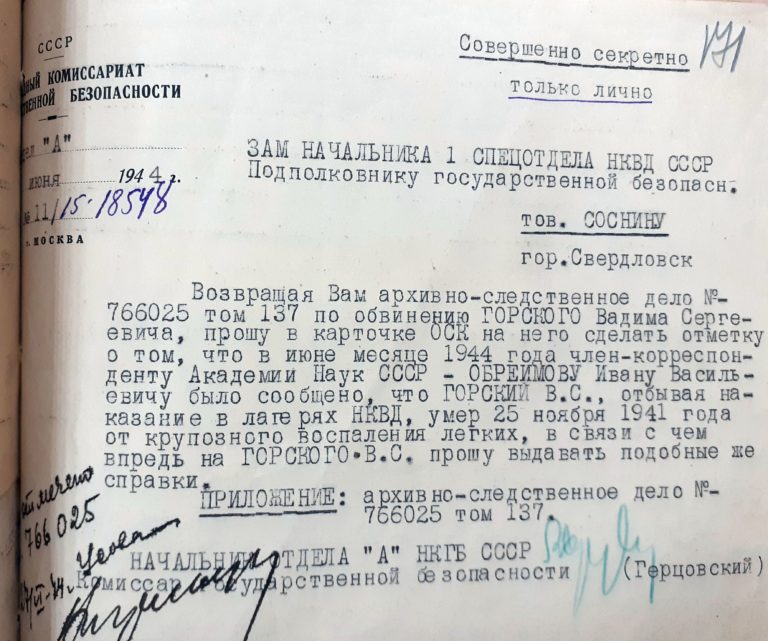 СССР
КОМИССАРИАТ
БЕЗОПАСНОСТИ
"А"
июня 1944 г.
№ 11/15-18548
МОСКВА
Совершенно секретно
171
только лично
ЗАМ НАЧАЛЬНИКА 1 СПЕЦОТДЕЛА НКВД СССР
Подполковнику государственной безопасн.
тов. СОСНИНУ
гор.Свердловск
Возвращая Вам архивно-следственное дело №-
766025 том 137 по обвинению ГОРСКОГО Вадима Серге-
евича, прошу в карточке ОСК на него сделать отметку
о том, что в июне месяце 1944 года член-корреспон-
денту Академии Наук СССР - ОБРЕИМОВУ Ивану Василь-
евичу было сообщено, что ГОРСКИЙ В.С., отбывая на-
казание в лагерях НКВД, умер 25 ноября 1941 года
от крупозного воспаления легких, в связи с чем
впредь на ГОРСКОГО В.С. прошу выдавать подобные же
справки.
ПРИЛОЖЕНИЕ: архивно-следственное дело №-
766025 том 137.
766025
НАЧАЛЬНИК ОТДЕЛА "А" НКГБ СССР
Комиссар государственной безопасности (Герцовский)